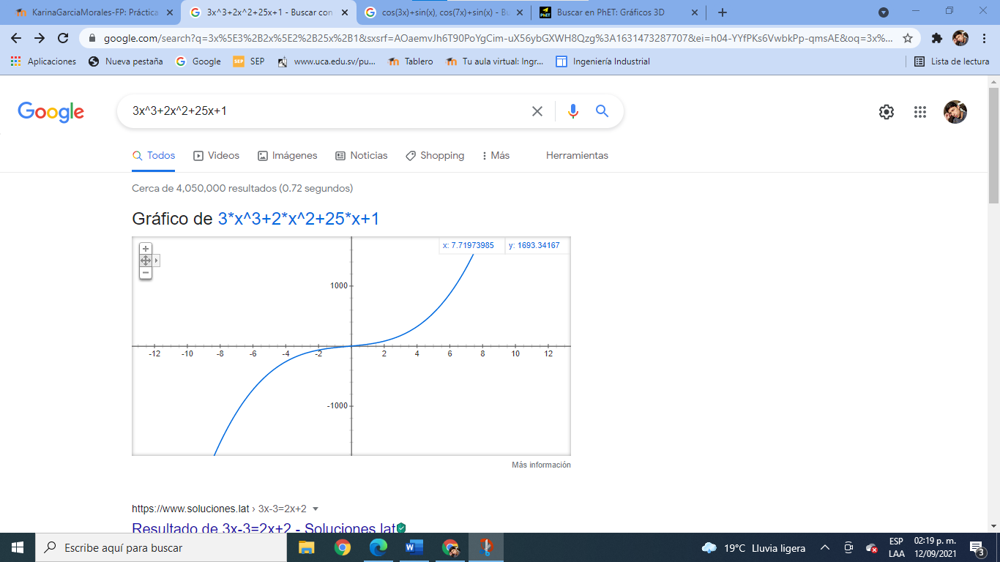 KarinaGarciaMorales-FP: Práctica
3x^3+2x^2+25x+1 - Buscar con
cos(3x)+sin(x), cos(7x)+sin(x) - Bu
Buscar en PhET: Gráficos 3D
google.com/search?q=3x%5E3%2B2x%5E2%2B25x%2B1&sxsrf=AOaemvJh6T90PoYgCim-uX56ybGXWH8Qzg%3A1631473287707&ei=h04-YYfPKs6VwbkPp-qmsAE&oq=3x%...
Aplicaciones
Nueva pestaña
Google
SEP
SEP
www.uca.edu.sv/pu...
Tablero
Tu aula virtual: Ingr...
Ingeniería Industrial
Lista de lectura
Google
3x^3+2x^2+25x+1
Todos
Videos
Imágenes
Noticias
Shopping
Más
Herramientas
Cerca de 4,050,000 resultados (0.72 segundos)
Gráfico de 3*x^3+2*x^2+25*x+1
x: 7.71973985
y: 1693.34167
1000
-12 -10 -8 -6 -4 -2 2 4 6 8 10 12
-1000
Más información
https://www.soluciones.lat › 3x-3=2x+2
Resultado de 3x-3=2x+2 - Soluciones.lat
Escribe aquí para buscar
19°C Lluvia ligera
ESP
LAA
02:19 p. m.
12/09/2021
3